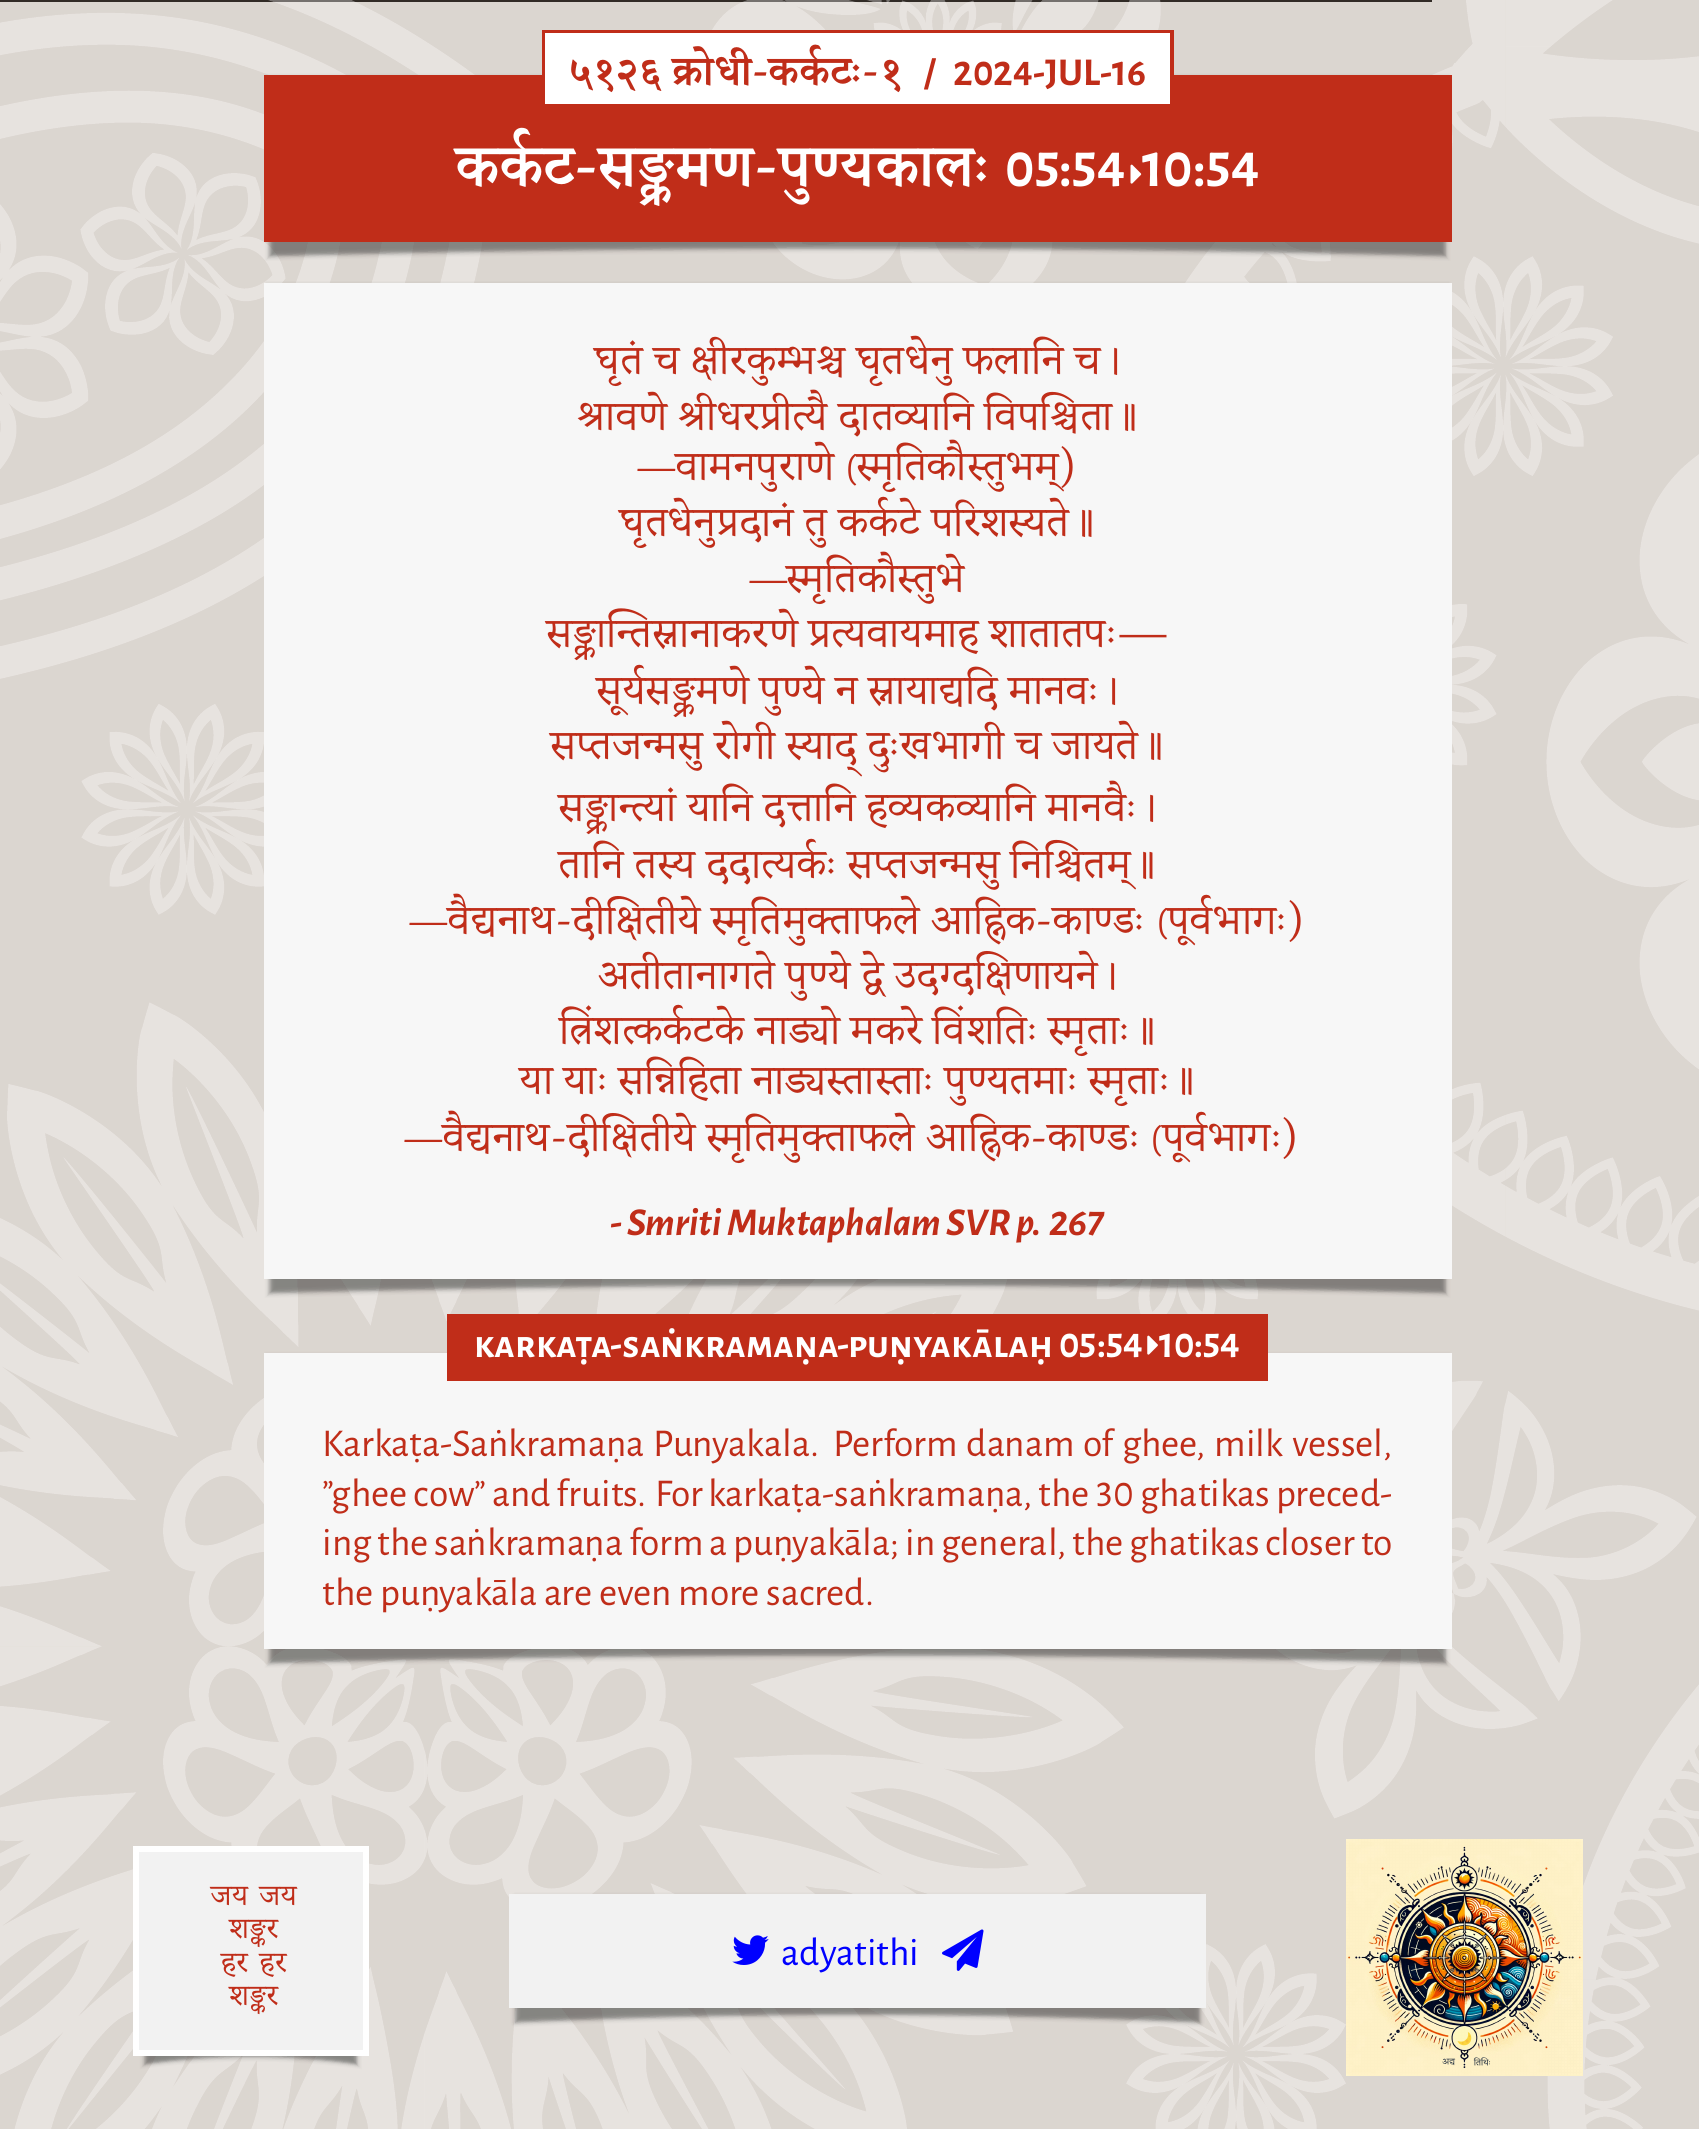 ५१२६ क्रोधी-कर्कटः-१ / 2024-JUL-16
कर्कट-सङ्क्रमण-पुण्यकालः 05:54▸10:54
घृतं च क्षीरकुम्भश्च घृतधेनु फलानि च।
श्रावणे श्रीधरप्रीत्यै दातव्यानि विपश्चिता॥
—वामनपुराणे (स्मृतिकौस्तुभम्)
घृतधेनुप्रदानं तु कर्कटे परिशस्यते॥
—स्मृतिकौस्तुभे
सङ्क्रान्तिस्नानाकरणे प्रत्यवायमाह शातातपः—
सूर्यसङ्क्रमणे पुण्ये न स्नायाद्यदि मानवः।
सप्तजन्मसु रोगी स्याद् दुःखभागी च जायते॥
सङ्क्रान्त्यां यानि दत्तानि हव्यकव्यानि मानवैः।
तानि तस्य ददात्यर्कः सप्तजन्मसु निश्चितम्॥
—वैद्यनाथ-दीक्षितीये स्मृतिमुक्ताफले आह्निक-काण्डः (पूर्वभागः)
अतीतानागते पुण्ये द्वे उदग्दक्षिणायने।
त्रिंशत्कर्कटके नाड्यो मकरे विंशतिः स्मृताः॥
या याः सन्निहिता नाड्यस्तास्ताः पुण्यतमाः स्मृताः॥
—वैद्यनाथ-दीक्षितीये स्मृतिमुक्ताफले आह्निक-काण्डः (पूर्वभागः)
- Smriti Muktaphalam SVR p. 267
KARKAṬA-SAṄKRAMAṆA-PUṆYAKĀLAḤ 05:54▸10:54
Karkaṭa-Saṅkramaṇa Punyakala. Perform danam of ghee, milk vessel,
”ghee cow” and fruits. For karkaṭa-saṅkramaṇa, the 30 ghatikas preced-
ing the saṅkramaṇa form a puṇyakāla; in general, the ghatikas closer to
the puṇyakāla are even more sacred.
जय जय
शङ्कर
हर हर
शङ्कर
adyatithi
अद्य तिथिः